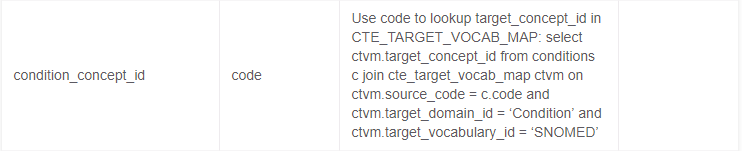 Use code to lookup target_concept_id in
CTE_TARGET_VOCAB_MAP: select
ctvm.target_concept_id from conditions
condition_concept_id code c join cte_target_vocab_map ctvm on
ctvm.source_code = c.code and
ctvm.target_domain_id = ‘Condition’ and
ctvm.target_vocabulary_id = ‘SNOMED’